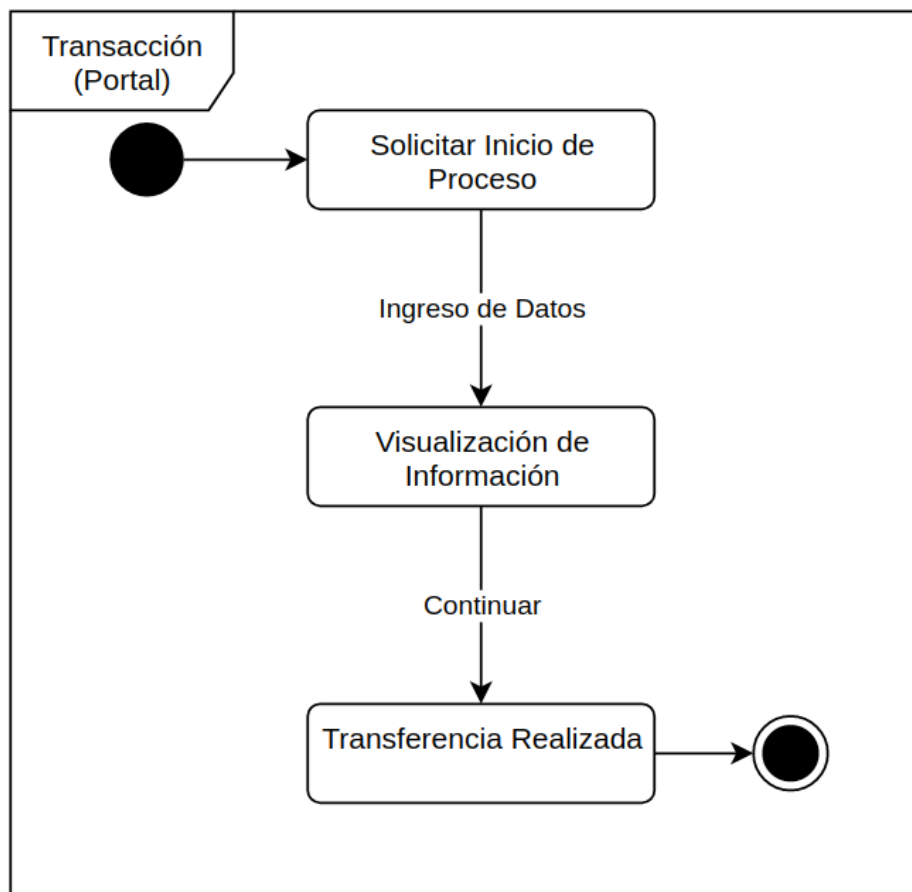 Transacción
(Portal)
Solicitar Inicio de
Proceso
Ingreso de Datos
Visualización de
Información
Continuar
Transferencia Realizada